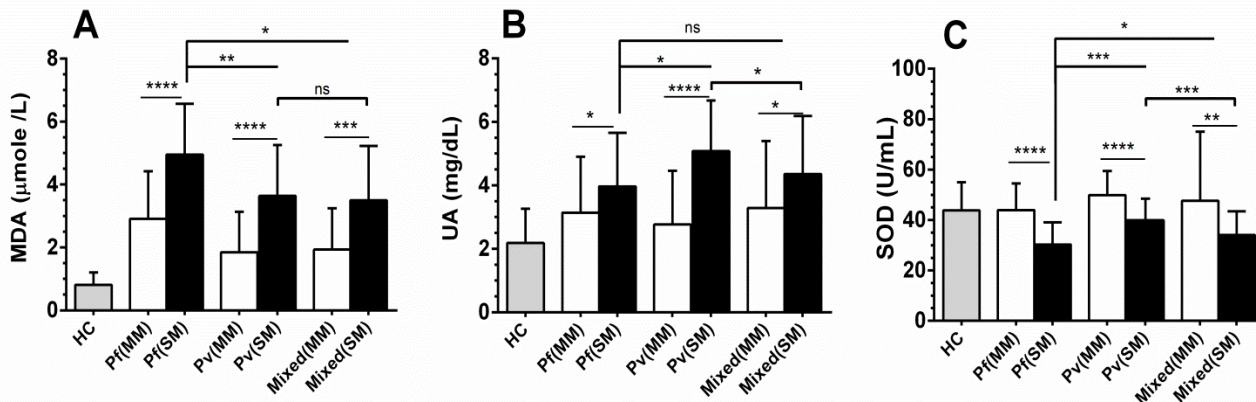 A
MDA (μmole /L)
8
6
4
2
0
*
**
ns
****
****
***
HC
Pf(MM)
Pf(SM)
Pv(MM)
Pv(SM)
Mixed(MM)
Mixed(SM)
B
UA (mg/dL)
8
6
4
2
0
ns
*
*
*
****
*
HC
Pf(MM)
Pf(SM)
Pv(MM)
Pv(SM)
Mixed(MM)
Mixed(SM)
C
SOD (U/mL)
100
80
60
40
20
0
*
***
***
****
****
**
HC
Pf(MM)
Pf(SM)
Pv(MM)
Pv(SM)
Mixed(MM)
Mixed(SM)